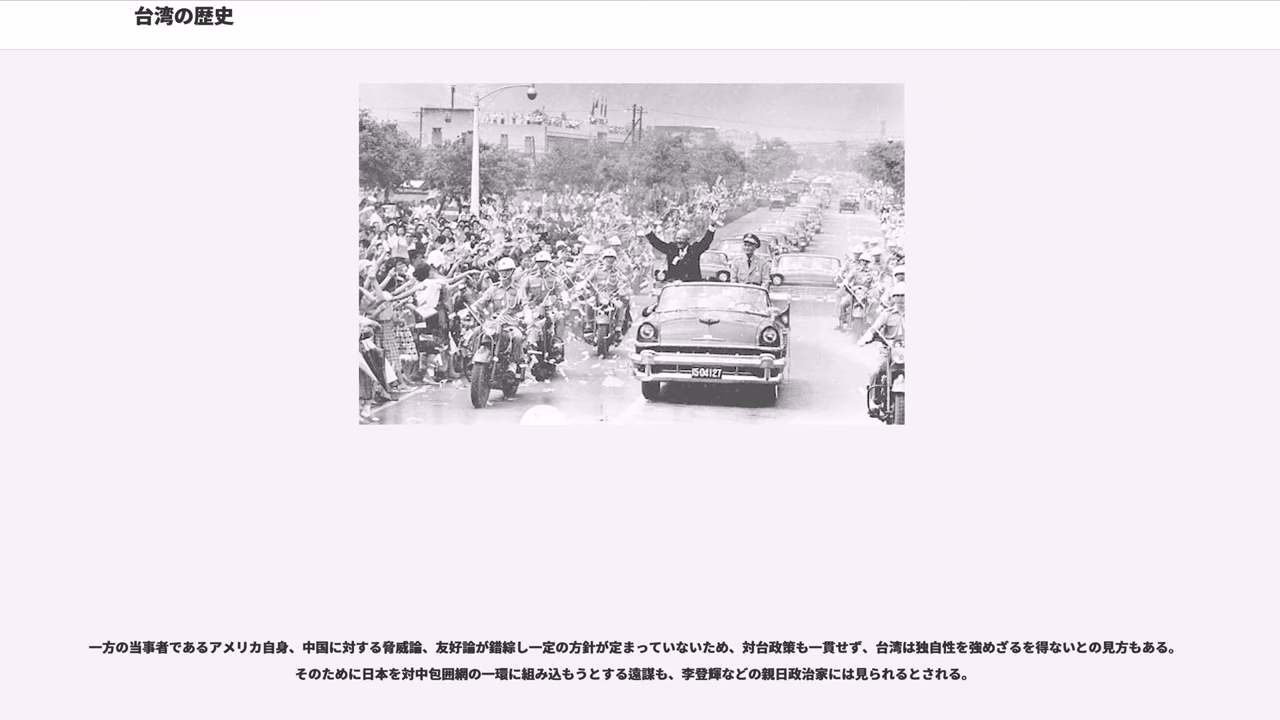 台湾の歴史
15-04127
一方の当事者であるアメリカ自身、中国に対する脅威論、友好論が錯綜し一定の方針が定まっていないため、対台政策も一貫せず、台湾は独自性を強めざるを得ないとの見方もある。
そのために日本を対中包囲網の一環に組み込もうとする遠謀も、李登輝などの親日政治家には見られるとされる。